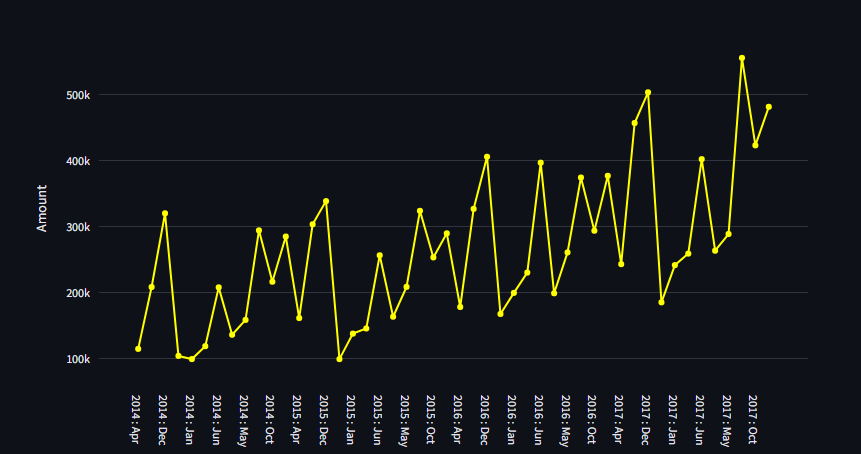 500k
400k
300k
200k
100k
Amount
2014 : Apr
2014 : Dec
2014 : Jan
2014 : Jun
2014 : May
2014 : Oct
2015 : Apr
2015 : Dec
2015 : Jan
2015 : Jun
2015 : May
2015 : Oct
2016 : Apr
2016 : Dec
2016 : Jan
2016 : Jun
2016 : May
2016 : Oct
2017 : Apr
2017 : Dec
2017 : Jan
2017 : Jun
2017 : May
2017 : Oct